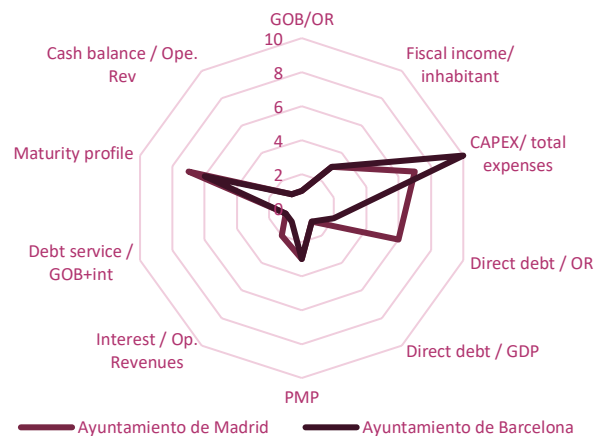 GOB/OR
10
8
6
4
2
0
Fiscal income/
inhabitant
CAPEX/ total
expenses
Direct debt / OR
Direct debt / GDP
PMP
Interest / Op.
Revenues
Debt service /
GOB+int
Maturity profile
Cash balance / Ope.
Rev
Ayuntamiento de Madrid
Ayuntamiento de Barcelona